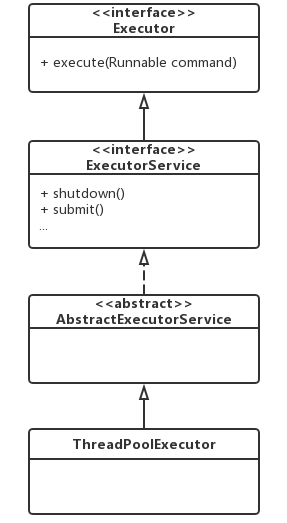 <<interface>>
Executor
+ execute(Runnable command)
<<interface>>
ExecutorService
+ shutdown()
+ submit()
...
<<abstract>>
AbstractExecutorService
ThreadPoolExecutor